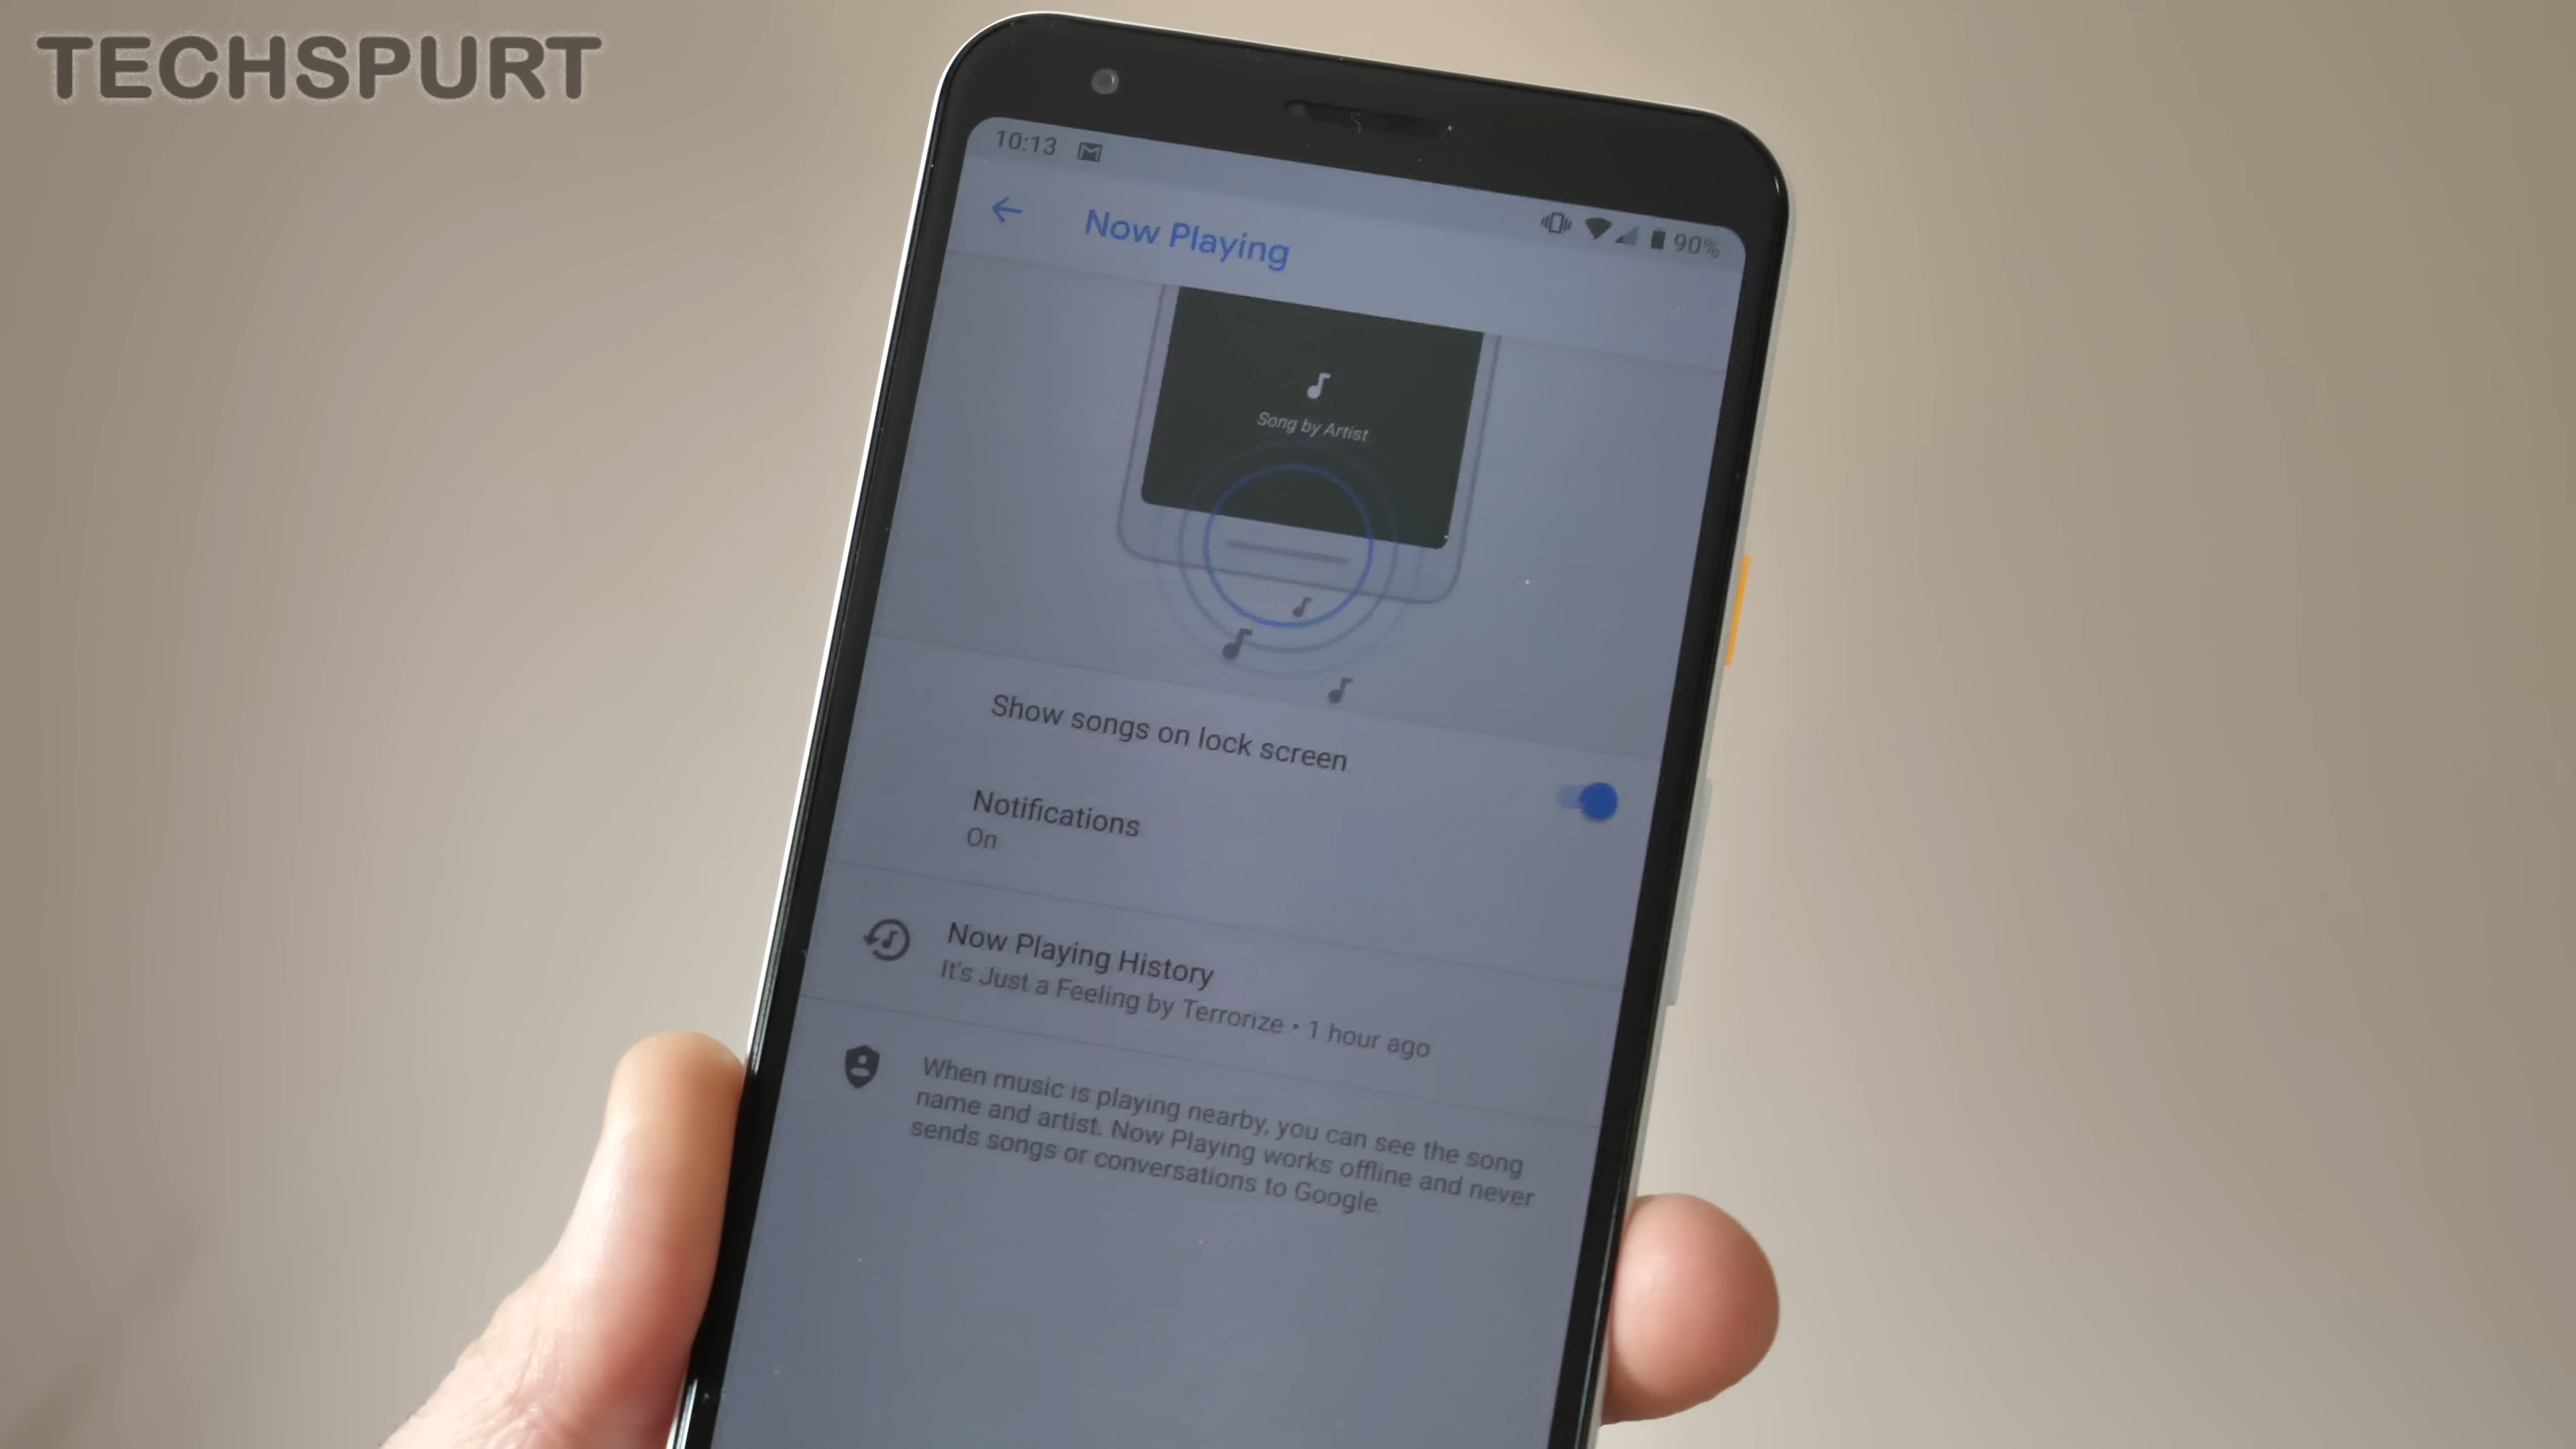 TECHSPURT
10:13
90%
Now Playing
Song by Artist
Show songs on lock screen
Notifications
On
Now Playing History
It's Just a Feeling by Terrorize • 1 hour ago
When music is playing nearby, you can see the song
name and artist. Now Playing works offline and never
sends songs or conversations to Google.